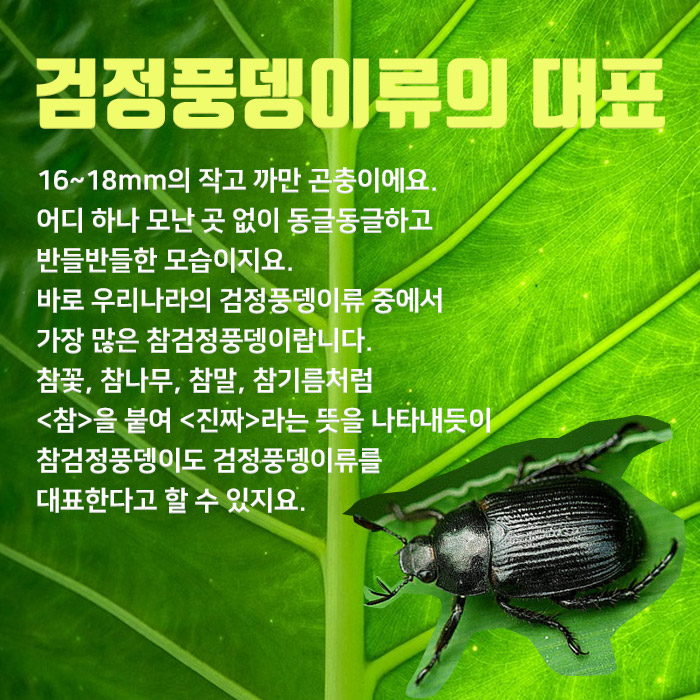 검정풍뎅이류의 대표
16~18mm의 작고 까만 곤충이에요.
어디 하나 모난 곳 없이 동글동글하고
반들반들한 모습이지요.
바로 우리나라의 검정풍뎅이류 중에서
가장 많은 참검정풍뎅이랍니다.
참꽃, 참나무, 참말, 참기름처럼
<참>을 붙여 <진짜>라는 뜻을 나타내듯이
참검정풍뎅이도 검정풍뎅이류를
대표한다고 할 수 있지요.